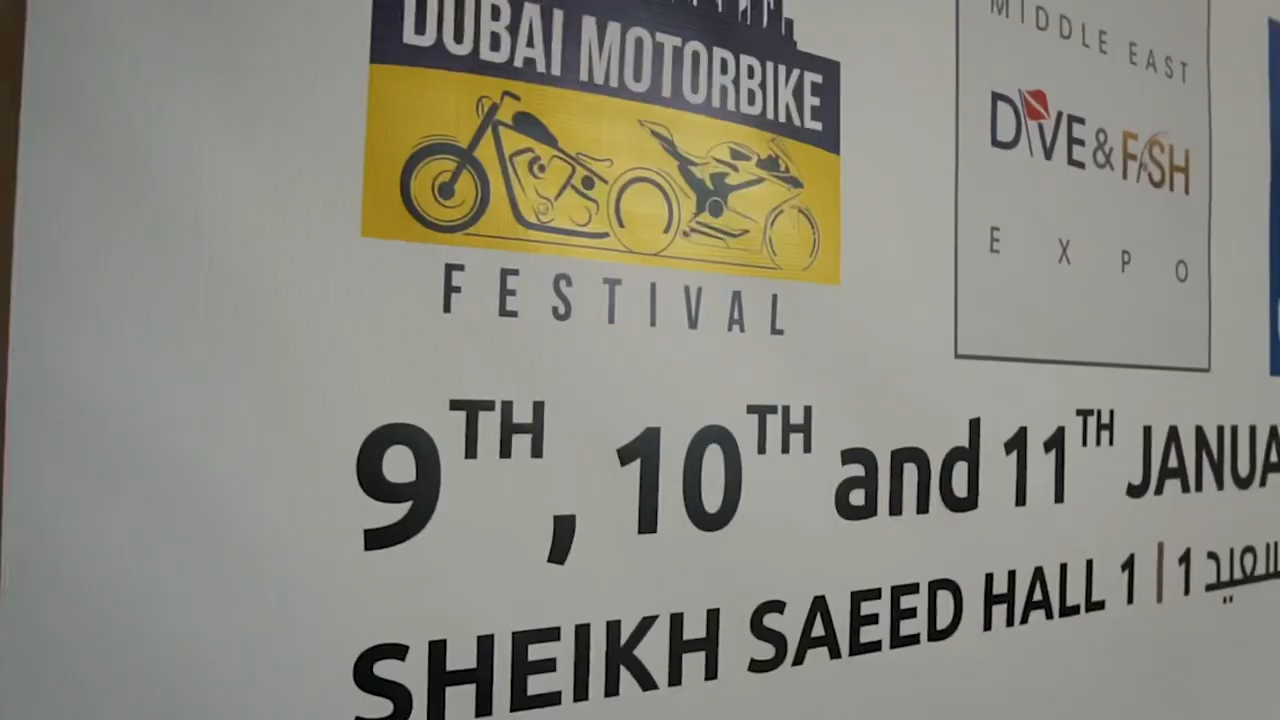 DUBAI MOTORBIKE
FESTIVAL
MIDDLE EAST
DIVE & FISH
EXPO
9TH, 10TH and 11TH
SHEIKH SAEED HALL 1 | 1